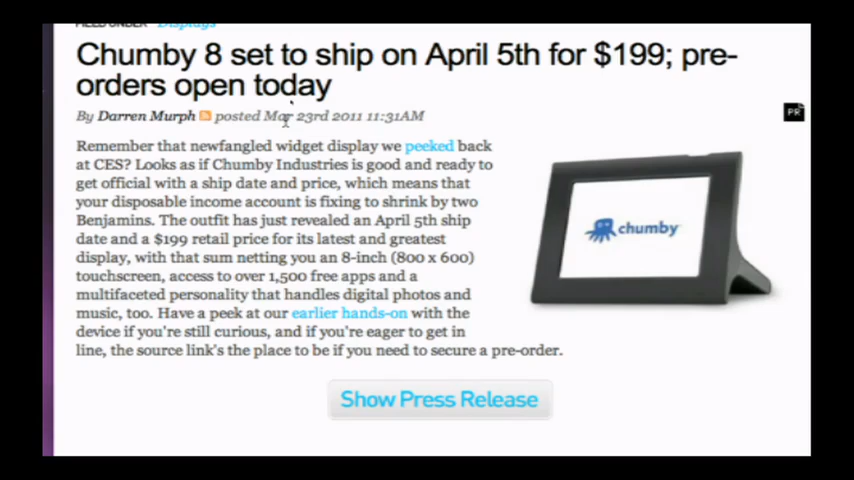 FILED UNDER Displays
Chumby 8 set to ship on April 5th for $199; pre-
orders open today
By Darren Murph posted Mar 23rd 2011 11:31AM
PR
Remember that newfangled widget display we peeked back
at CES? Looks as if Chumby Industries is good and ready to
get official with a ship date and price, which means that
your disposable income account is fixing to shrink by two
Benjamins. The outfit has just revealed an April 5th ship
date and a $199 retail price for its latest and greatest
display, with that sum netting you an 8-inch (800 x 600)
touchscreen, access to over 1,500 free apps and a
multifaceted personality that handles digital photos and
music, too. Have a peek at our earlier hands-on with the
device if you're still curious, and if you're eager to get in
line, the source link's the place to be if you need to secure a pre-order.
chumby
Show Press Release